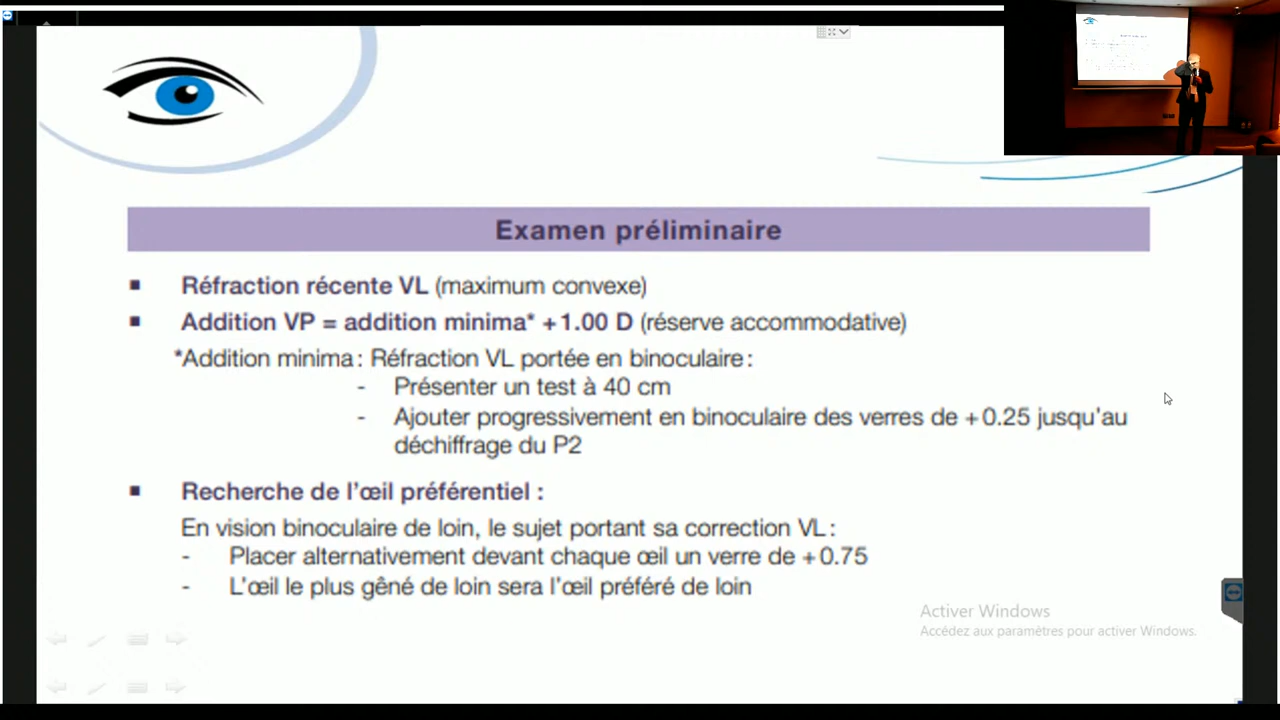 Examen préliminaire
■ Réfraction récente VL (maximum convexe)
■ Addition VP = addition minima* +1.00 D (réserve accommodative)
*Addition minima : Réfraction VL portée en binoculaire :
- Présenter un test à 40 cm
- Ajouter progressivement en binoculaire des verres de +0.25 jusqu'au
déchiffrage du P2
■ Recherche de l'œil préférentiel :
En vision binoculaire de loin, le sujet portant sa correction VL :
- Placer alternativement devant chaque œil un verre de +0.75
- L'œil le plus gêné de loin sera l'œil préféré de loin
Activer Windows
Accédez aux paramètres pour activer Windows.